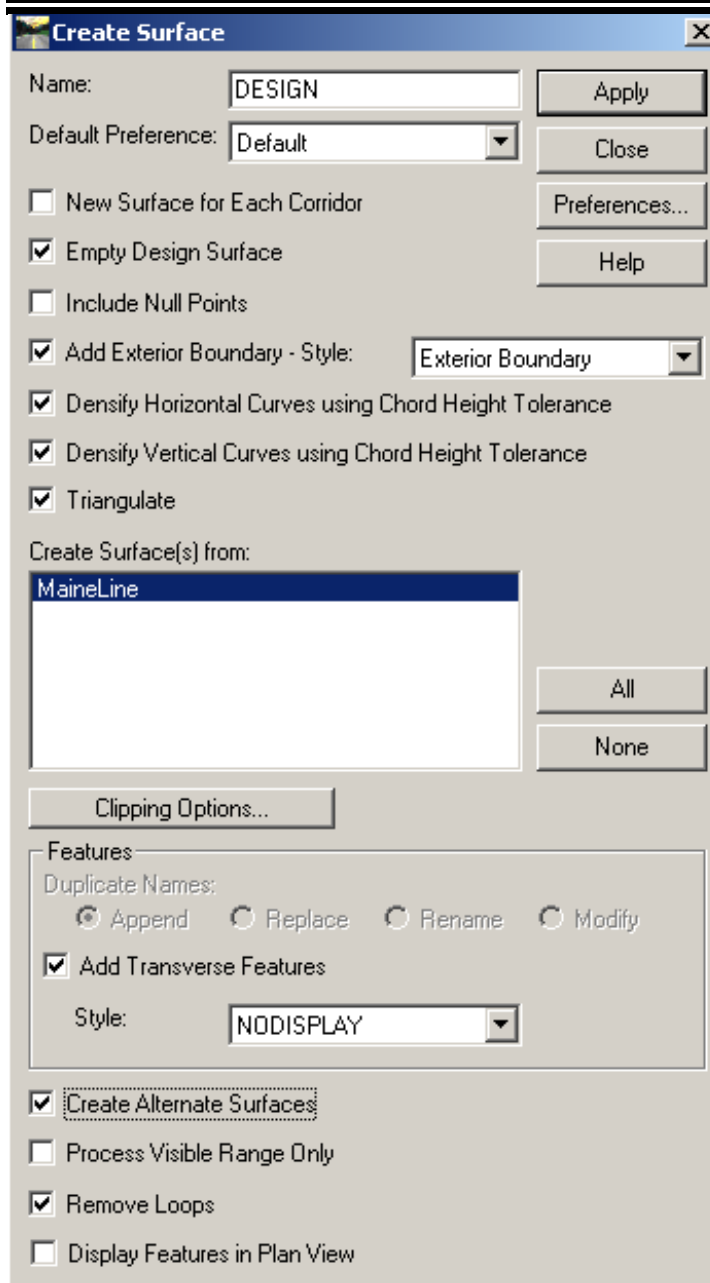 Create Surface
Name: DESIGN Apply
Default Preference: Default Close
New Surface for Each Corridor Preferences...
Empty Design Surface Help
Include Null Points
Add Exterior Boundary - Style: Exterior Boundary
Densify Horizontal Curves using Chord Height Tolerance
Densify Vertical Curves using Chord Height Tolerance
Triangulate
Create Surface(s) from:
MaineLine
All
None
Clipping Options...
Features
Duplicate Names:
Append Replace Rename Modify
Add Transverse Features
Style: NODISPLAY
Create Alternate Surfaces
Process Visible Range Only
Remove Loops
Display Features in Plan View